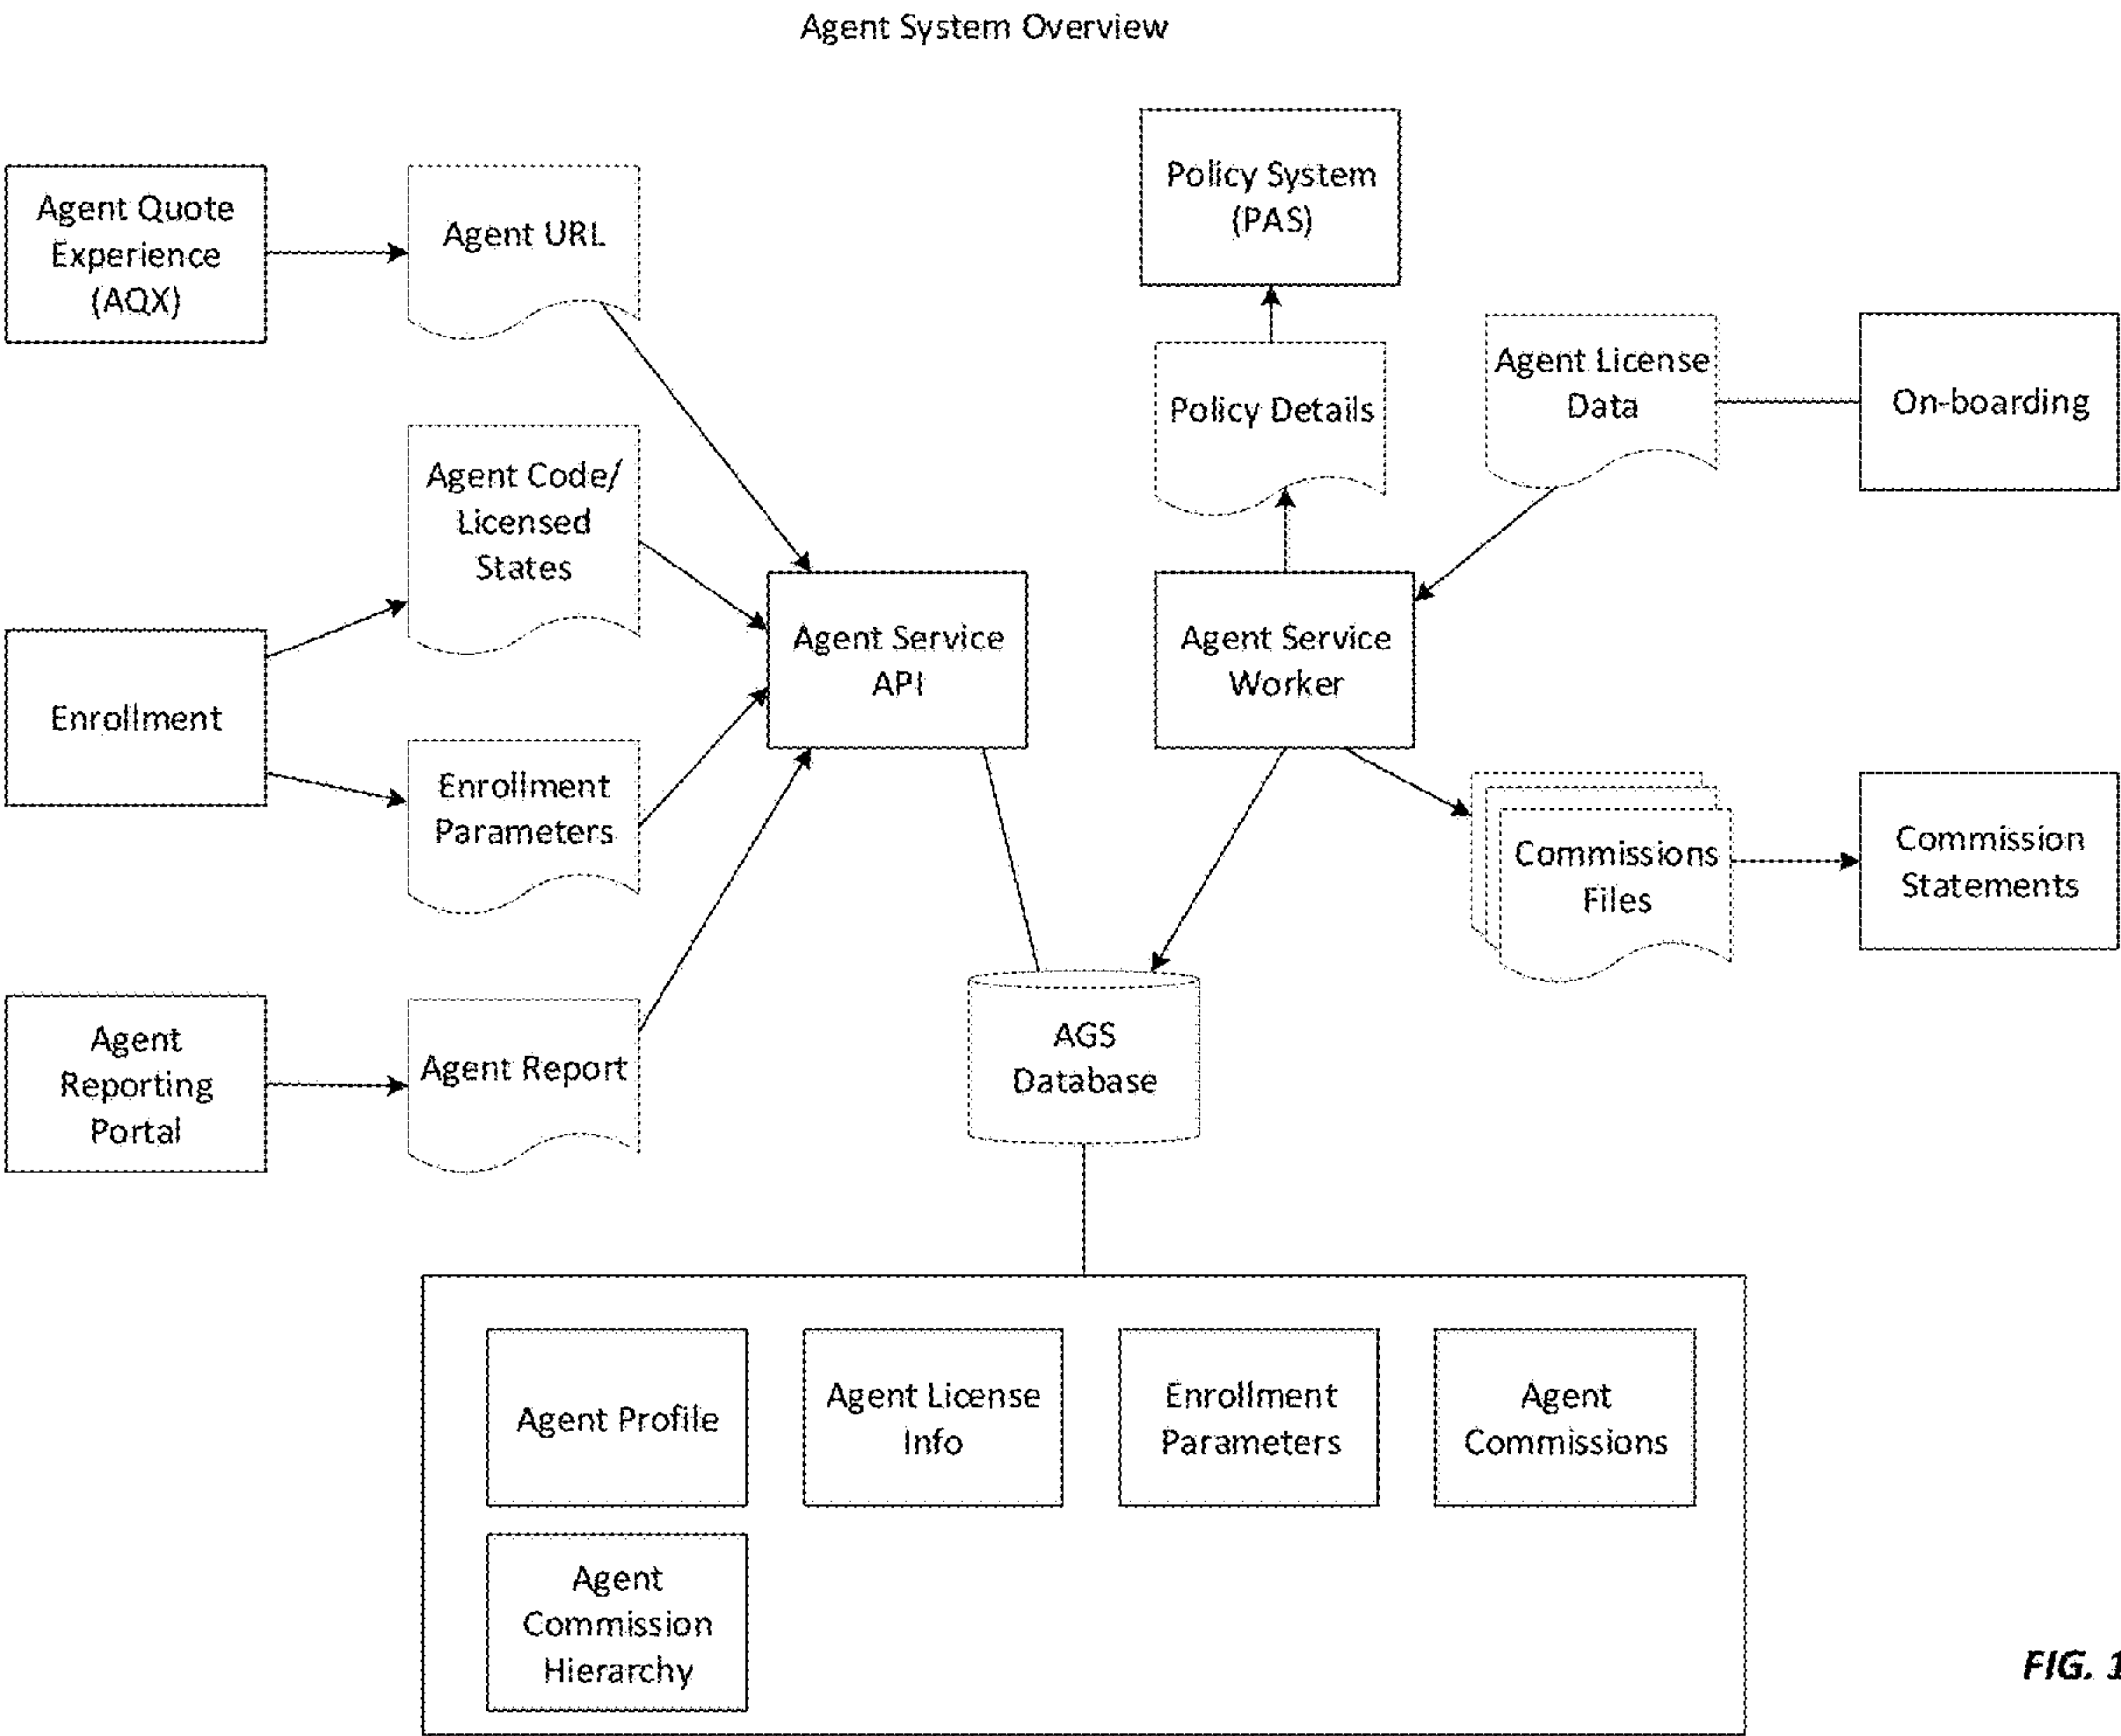 Agent System Overview
Agent Quote
Experience
(AQX)
Agent URL
Policy System
(PAS)
Policy Details
Agent License
Data
On-boarding
Agent Code/
Licensed
States
Enrollment
Enrollment
Parameters
Agent Service
API
Agent Service
Worker
Commissions
Files
Commission
Statements
Agent
Reporting
Portal
Agent Report
AGS
Database
Agent Profile
Agent License
Info
Enrollment
Parameters
Agent
Commissions
Agent
Commission
Hierarchy
FIG. 1